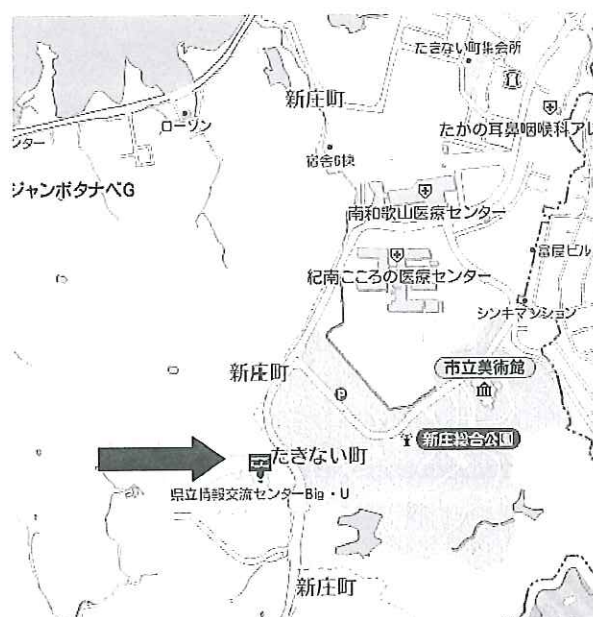 たきない町集会所
新庄町
ローソン
たかの耳鼻咽喉科アレ
ンター
宿舎6棟
ジャンボタナベG
南和歌山医療センター
富屋ビル
紀南こころの医療センター
シンキマンション
市立美術館
新庄町
P
新庄総合公園
たきない町
県立情報交流センターBig・U
新庄町